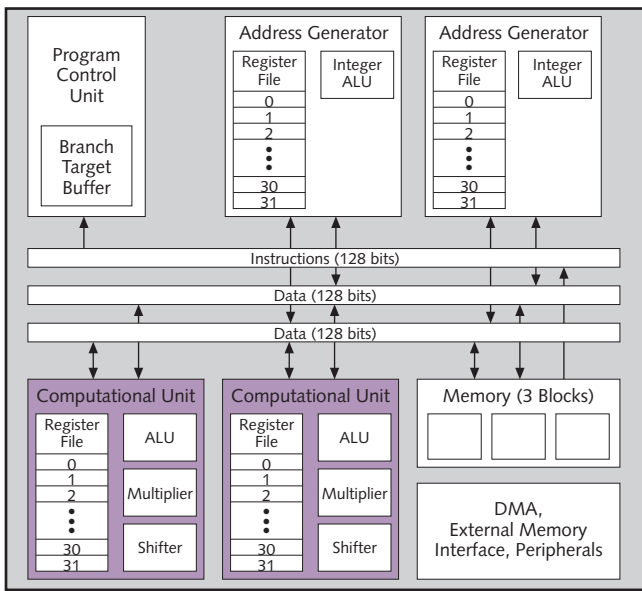 Program
Control
Unit
Branch
Target
Buffer
Address Generator
Register
File
0
1
2
30
31
Integer
ALU
Address Generator
Register
File
0
1
2
30
31
Integer
ALU
Instructions (128 bits)
Data (128 bits)
Data (128 bits)
Computational Unit
Register
File
0
1
2
30
31
ALU
Multiplier
Shifter
Computational Unit
Register
File
0
1
2
30
31
ALU
Multiplier
Shifter
Memory (3 Blocks)
DMA,
External Memory
Interface, Peripherals